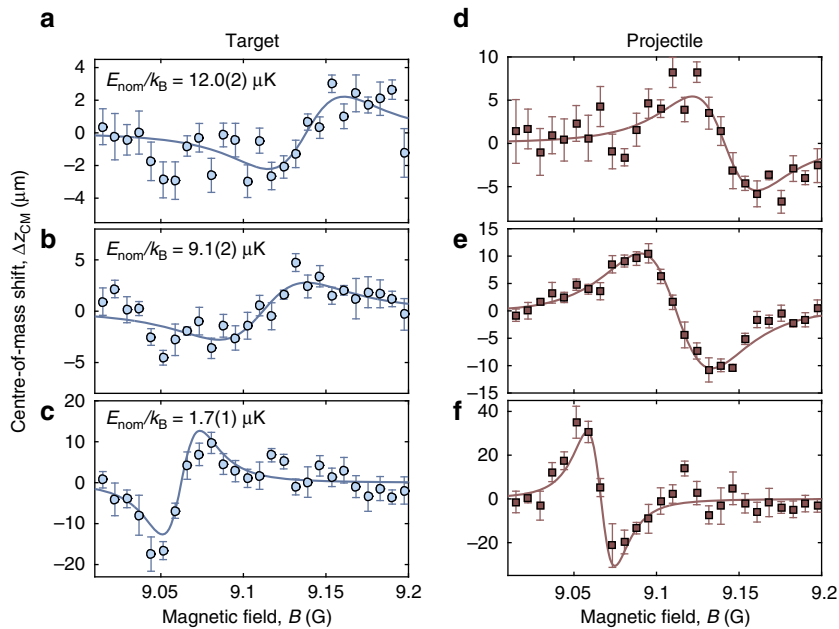 a
d
Target
Projectile
E_nom/k_B = 12.0(2) μK
2
0
−2
−4
10
5
0
−5
b
e
E_nom/k_B = 9.1(2) μK
5
0
−5
15
10
5
0
−5
−10
−15
c
f
E_nom/k_B = 1.7(1) μK
20
10
0
−10
−20
40
20
0
−20
Centre-of-mass shift, Δz_CM (μm)
9.05
9.1
9.15
9.2
9.05
9.1
9.15
9.2
Magnetic field, B (G)
Magnetic field, B (G)